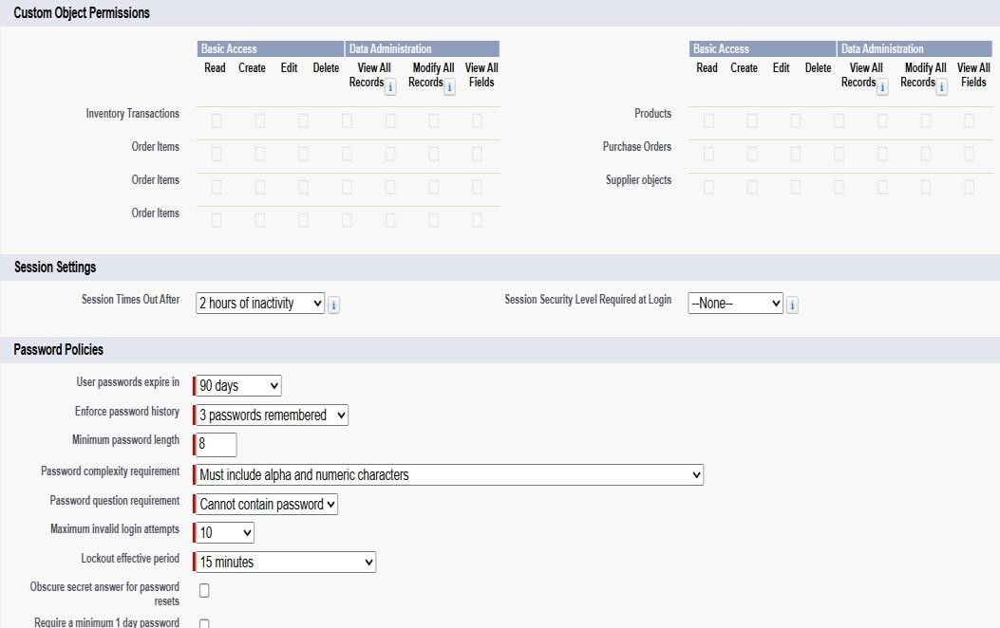 Custom Object Permissions
Basic Access Data Administration Basic Access Data Administration
Read Create Edit Delete View All Records i Modify All Records i View All Fields Read Create Edit Delete View All Records i Modify All Records i View All Fields
Inventory Transactions Products
Order Items Purchase Orders
Order Items Supplier objects
Order Items
Session Settings
Session Times Out After 2 hours of inactivity i Session Security Level Required at Login --None-- i
Password Policies
User passwords expire in 90 days
Enforce password history 3 passwords remembered
Minimum password length 8
Password complexity requirement Must include alpha and numeric characters
Password question requirement Cannot contain password
Maximum invalid login attempts 10
Lockout effective period 15 minutes
Obscure secret answer for password
resets
Require a minimum 1 day password